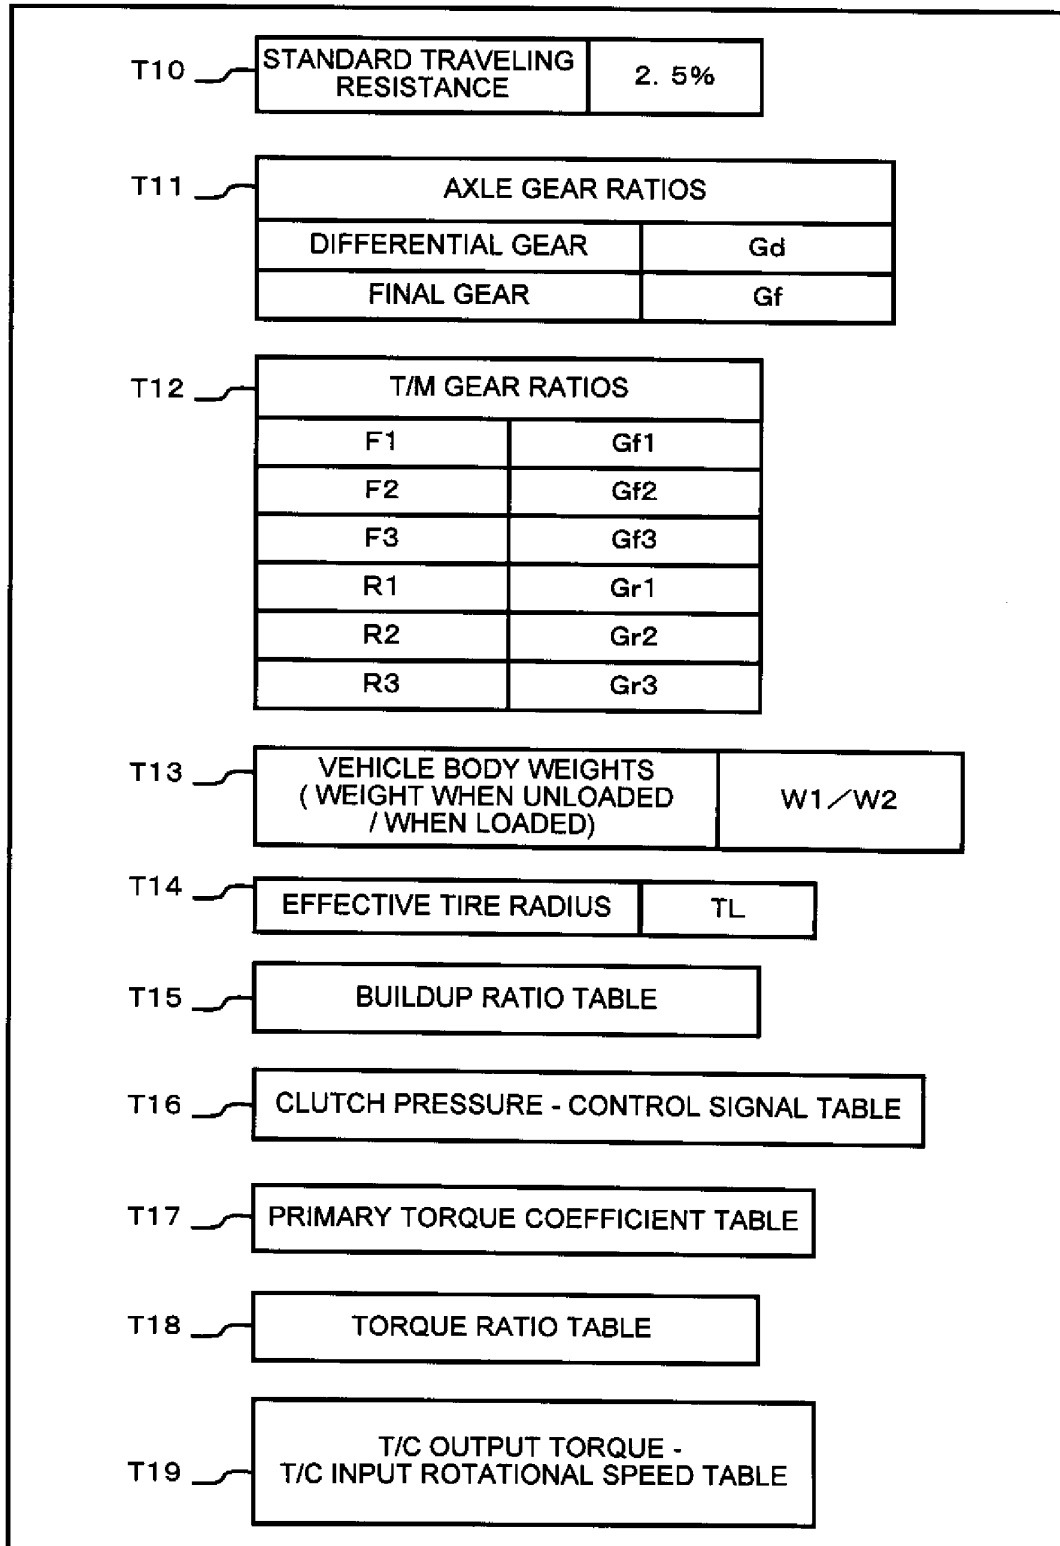 T10
STANDARD TRAVELING
RESISTANCE
2. 5%
T11
AXLE GEAR RATIOS
DIFFERENTIAL GEAR
Gd
FINAL GEAR
Gf
T12
T/M GEAR RATIOS
F1
Gf1
F2
Gf2
F3
Gf3
R1
Gr1
R2
Gr2
R3
Gr3
T13
VEHICLE BODY WEIGHTS
( WEIGHT WHEN UNLOADED
/ WHEN LOADED)
W1/W2
T14
EFFECTIVE TIRE RADIUS
TL
T15
BUILDUP RATIO TABLE
T16
CLUTCH PRESSURE - CONTROL SIGNAL TABLE
T17
PRIMARY TORQUE COEFFICIENT TABLE
T18
TORQUE RATIO TABLE
T19
T/C OUTPUT TORQUE -
T/C INPUT ROTATIONAL SPEED TABLE